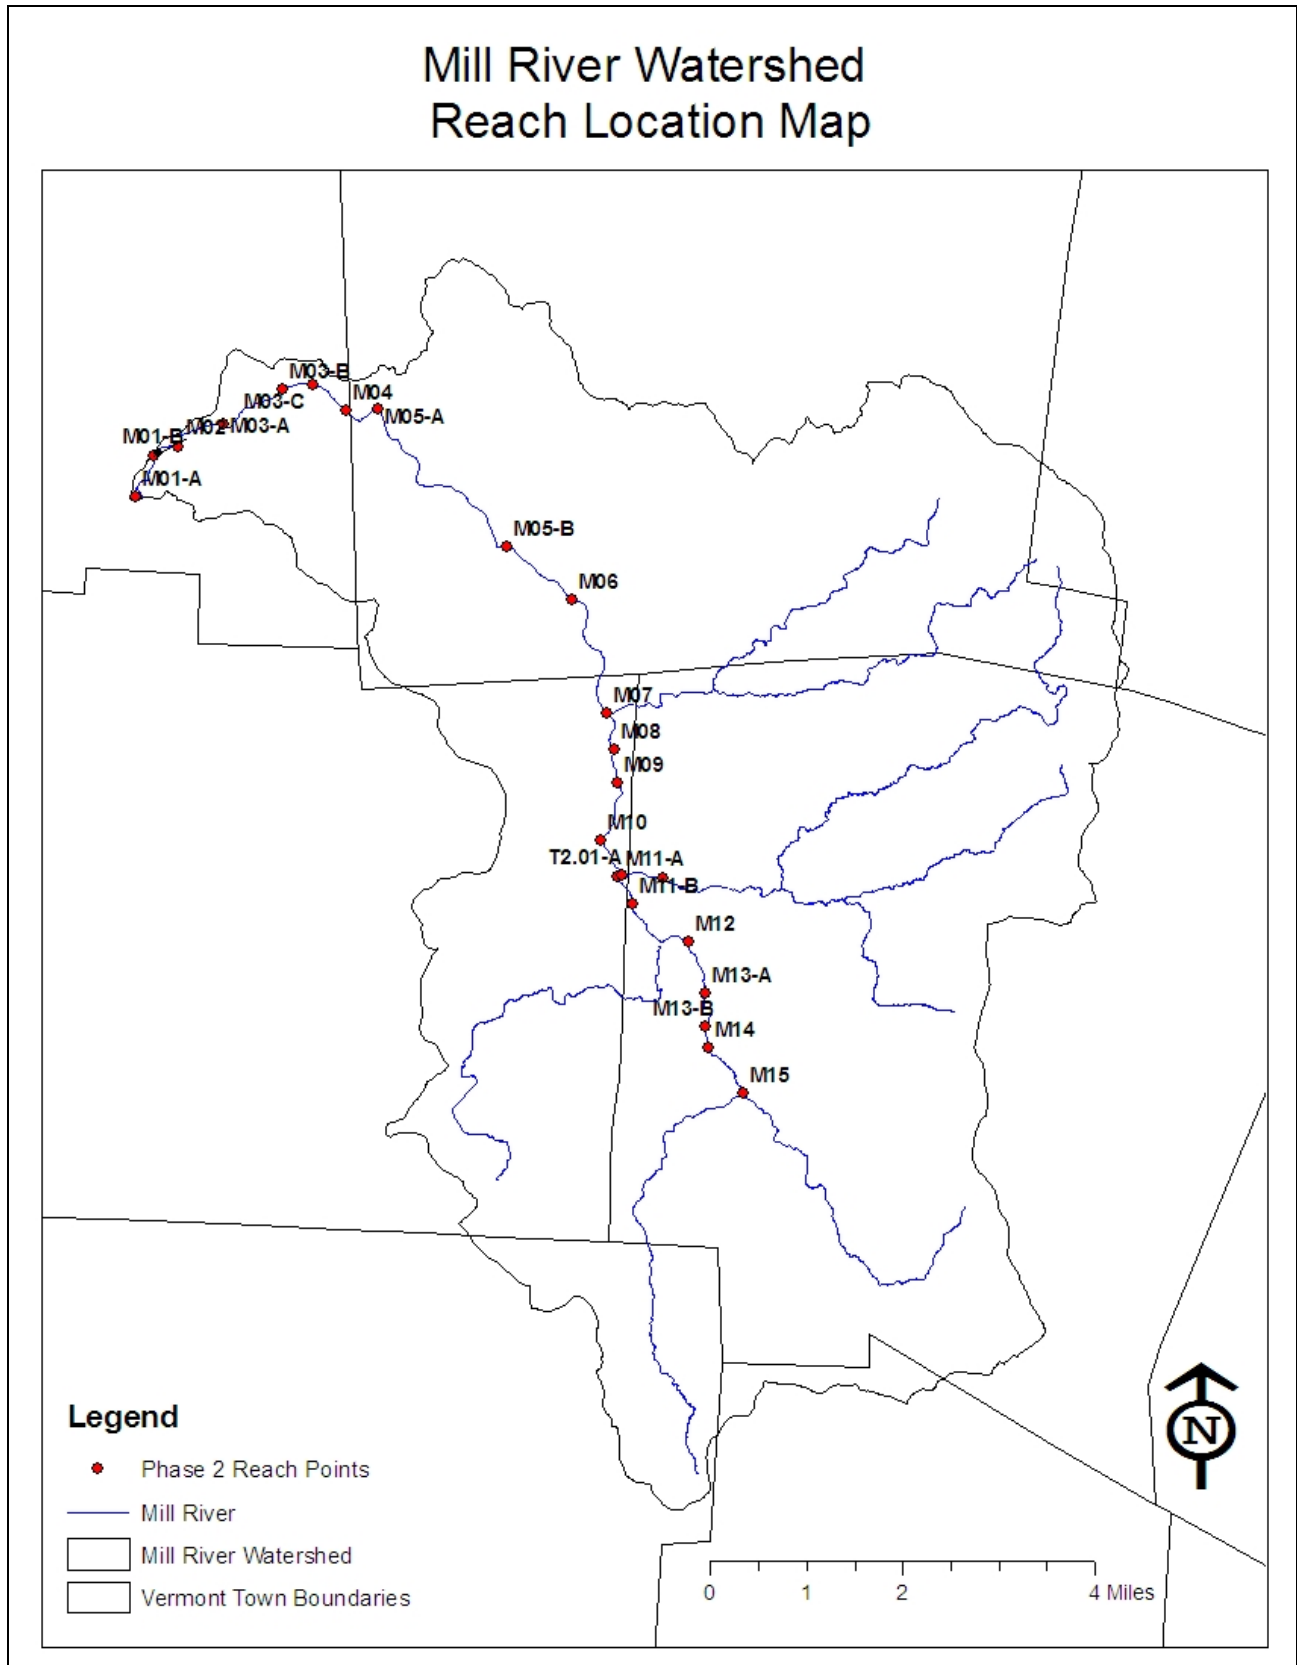 Mill River Watershed
Reach Location Map
M03-B
M03-C
M04
M05-A
M01-B
M02
M03-A
M01-A
M05-B
M06
M07
M08
M09
M10
T2.01-A
M11-A
M11-B
M12
M13-A
M13-B
M14
M15
Legend
Phase 2 Reach Points
Mill River
Mill River Watershed
Vermont Town Boundaries
N
0 1 2 4 Miles